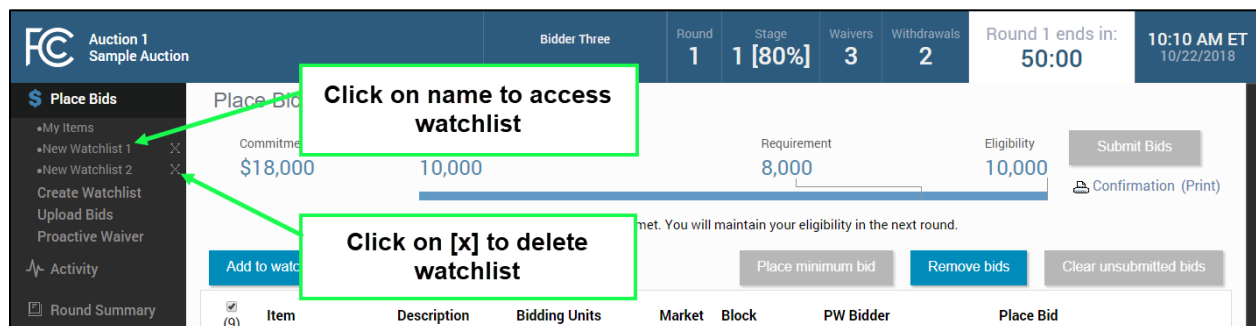 FCC
Auction 1
Sample Auction
Bidder Three
Round
1
Stage
1 [80%]
Waivers
3
Withdrawals
2
Round 1 ends in:
50:00
10:10 AM ET
10/22/2018
$ Place Bids
•My Items
•New Watchlist 1 X
•New Watchlist 2 X
Create Watchlist
Upload Bids
Proactive Waiver
Activity
Round Summary
Place Bid
Click on name to access
watchlist
Commitme
$18,000
10,000
Requirement
8,000
Eligibility
10,000
Submit Bids
Confirmation (Print)
met. You will maintain your eligibility in the next round.
Click on [x] to delete
watchlist
Add to watc
Place minimum bid
Remove bids
Clear unsubmitted bids
(9)
Item
Description
Bidding Units
Market
Block
PW Bidder
Place Bid